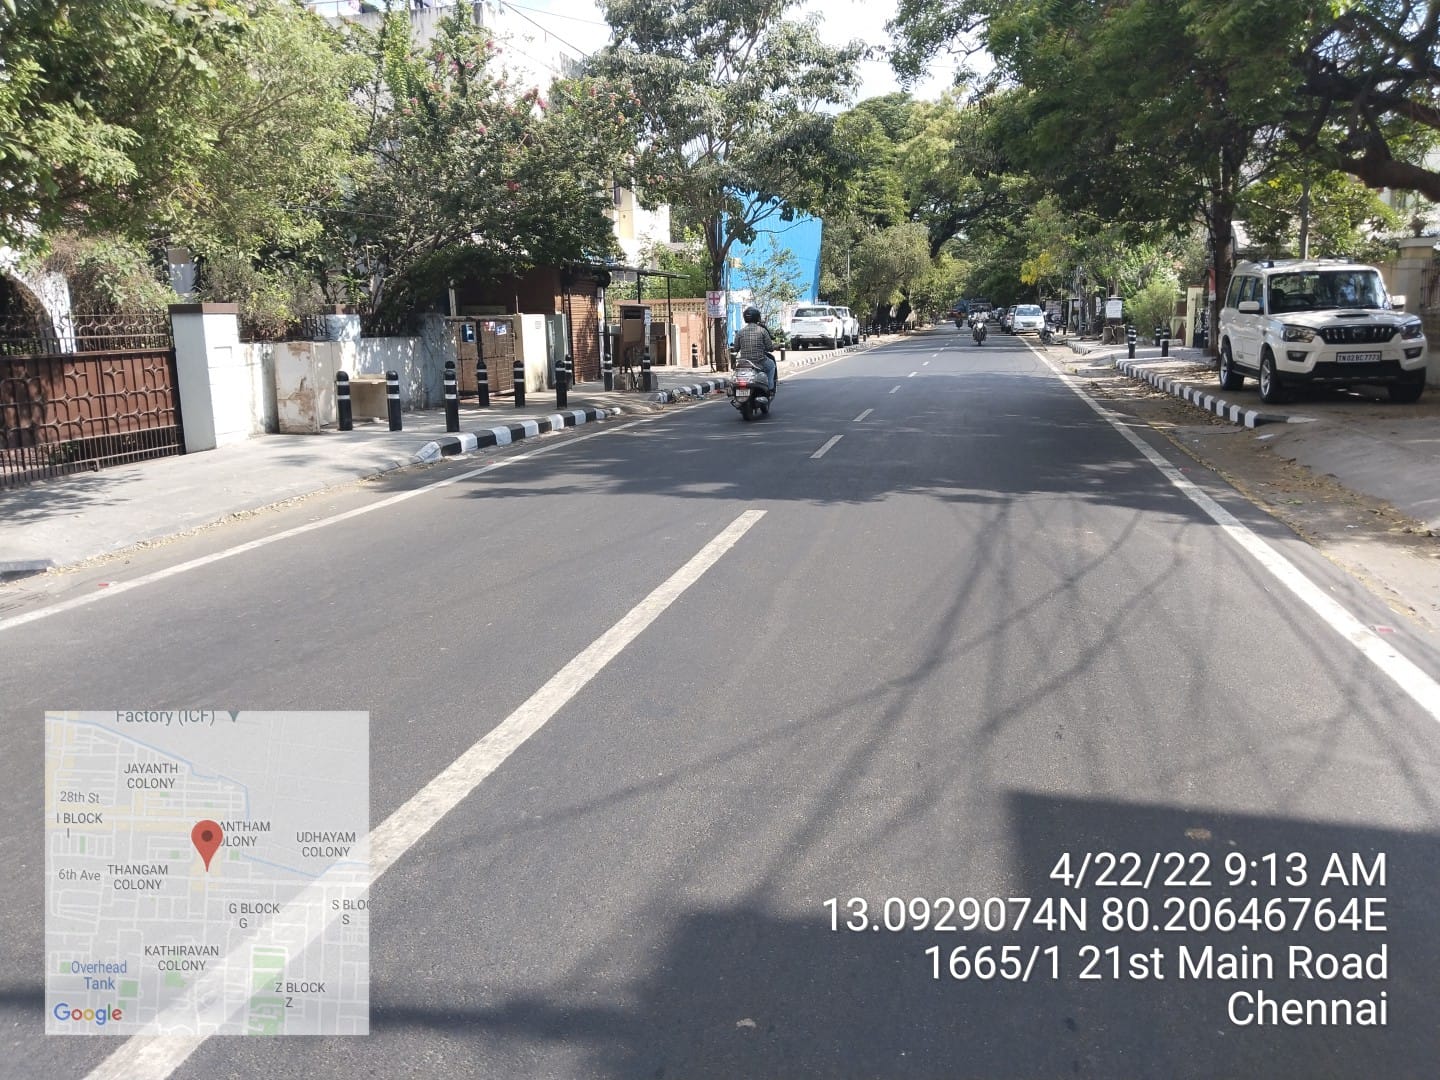 TN02BC7773
Factory (ICF)
JAYANTH
COLONY
28th St
I BLOCK
I
ANTHAM
OLONY
UDHAYAM
COLONY
6th Ave
THANGAM
COLONY
G BLOCK
G
S BLOC
S
KATHIRAVAN
COLONY
Overhead
Tank
Z BLOCK
Z
Google
4/22/22 9:13 AM
13.0929074N 80.20646764E
1665/1 21st Main Road
Chennai